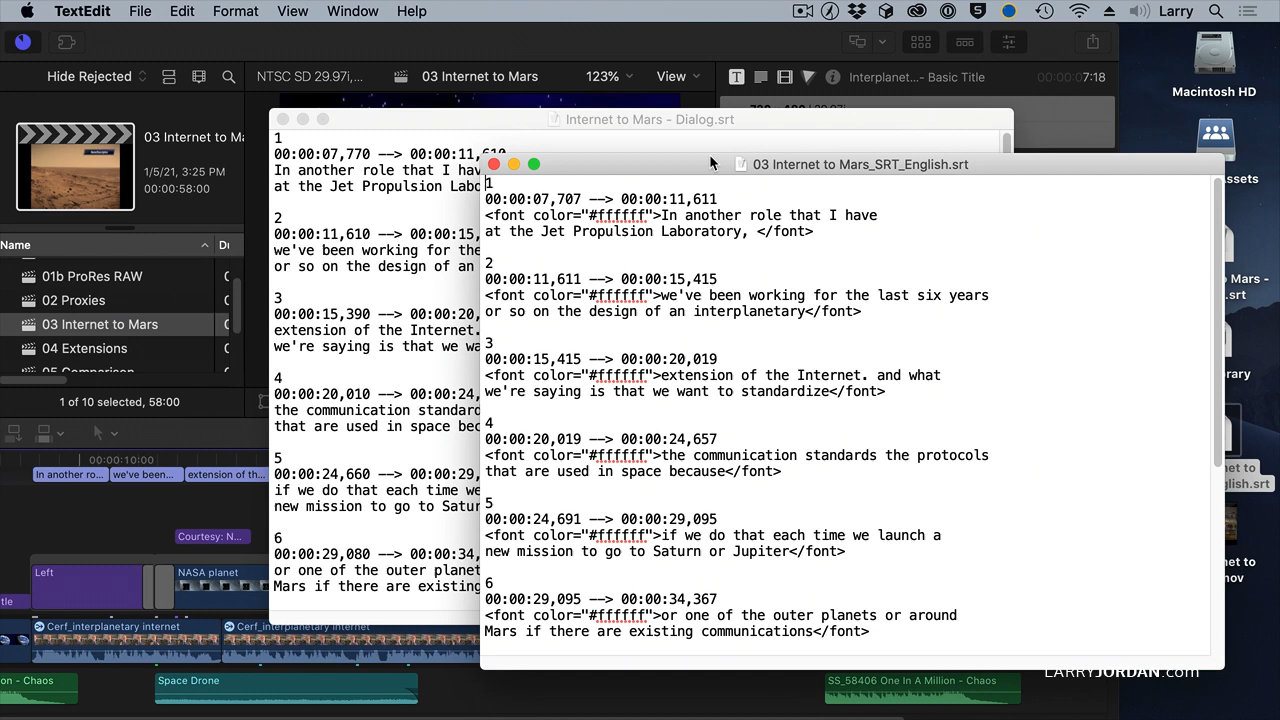 TextEdit File Edit Format View Window Help Larry
Hide Rejected NTSC SD 29.97i,... 03 Internet to Mars 123% View Interplanet...- Basic Title 7:18
Macintosh HD
03 Internet to Ma
1/5/21, 3:25 PM
00:00:58:00
Name
01b ProRes RAW
02 Proxies
03 Internet to Mars
04 Extensions
05 Comparison
1 of 10 selected, 58:00
00:00:10:00
In another ro... we've been... extension of th...
Courtesy: N...
Left NASA planet
tle
Cerf_interplanetary internet Cerf_interplanetary internet
n - Chaos Space Drone SS_58406 One In A Million - Chaos
Internet to Mars - Dialog.srt
1
00:00:07,770 --> 00:00:11,610
In another role that I hav
at the Jet Propulsion Labo
2
00:00:11,610 --> 00:00:15,
we've been working for the
or so on the design of an
3
00:00:15,390 --> 00:00:20,
extension of the Internet.
we're saying is that we wa
4
00:00:20,010 --> 00:00:24,
the communication standard
that are used in space bec
5
00:00:24,660 --> 00:00:29,
if we do that each time we
new mission to go to Satur
6
00:00:29,080 --> 00:00:34,
or one of the outer planet
Mars if there are existing
03 Internet to Mars_SRT_English.srt
1
00:00:07,707 --> 00:00:11,611
<font color="#ffffff">In another role that I have
at the Jet Propulsion Laboratory, </font>
2
00:00:11,611 --> 00:00:15,415
<font color="#ffffff">we've been working for the last six years
or so on the design of an interplanetary</font>
3
00:00:15,415 --> 00:00:20,019
<font color="#ffffff">extension of the Internet. and what
we're saying is that we want to standardize</font>
4
00:00:20,019 --> 00:00:24,657
<font color="#ffffff">the communication standards the protocols
that are used in space because</font>
5
00:00:24,691 --> 00:00:29,095
<font color="#ffffff">if we do that each time we launch a
new mission to go to Saturn or Jupiter</font>
6
00:00:29,095 --> 00:00:34,367
<font color="#ffffff">or one of the outer planets or around
Mars if there are existing communications</font>
ssets
to Mars -
.srt
rary
net to
glish.srt
net to
mov
LARRYJORDAN.com